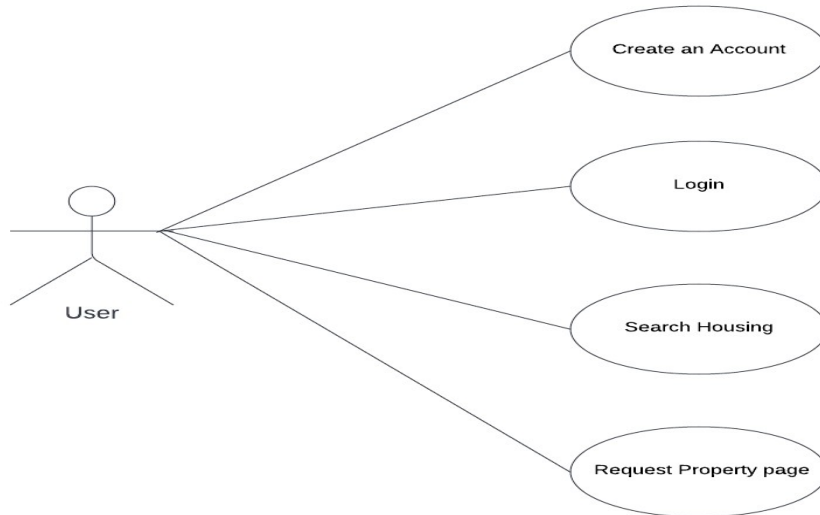 Create an Account
Login
User
Search Housing
Request Property page